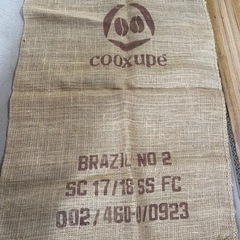 cooxupé
BRAZIL NO 2
SC 17/18 SS FC
002/460-0/0923